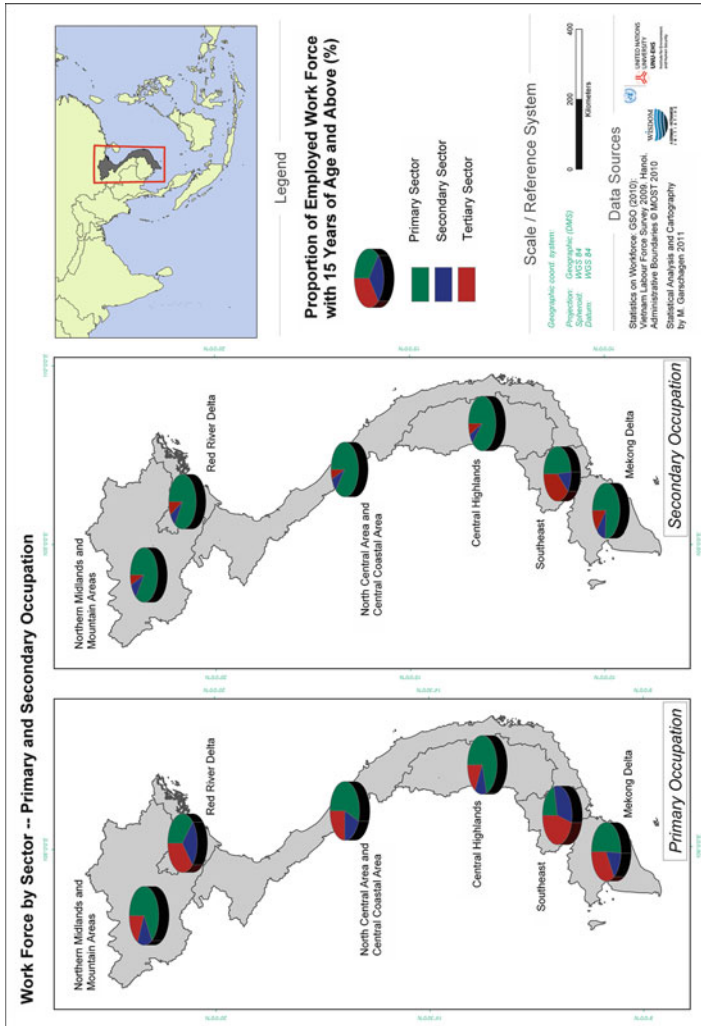 Work Force by Sector -- Primary and Secondary Occupation
Northern Midlands and
Mountain Areas
Red River Delta
North Central Area and
Central Coastal Area
Central Highlands
Southeast
Mekong Delta
Primary Occupation
Northern Midlands and
Mountain Areas
Red River Delta
North Central Area and
Central Coastal Area
Central Highlands
Southeast
Mekong Delta
Secondary Occupation
Legend
Proportion of Employed Work Force
with 15 Years of Age and Above (%)
Primary Sector
Secondary Sector
Tertiary Sector
Scale / Reference System
Geographic coord system:
Projection: Geographic (DMS)
Spheroid: WGS 84
Datum: WGS 84
0 200 400
Kilometers
Data Sources
Statistics on Workforce: GSO (2010):
Vietnam Labour Force Survey 2009. Hanoi.
Administrative Boundaries © MOST 2010
Statistical Analysis and Cartography
by M. Garschagen 2011
WISDOM
UNITED NATIONS
UNIVERSITY
UNU-EHS
Institute for Environment
and Human Security